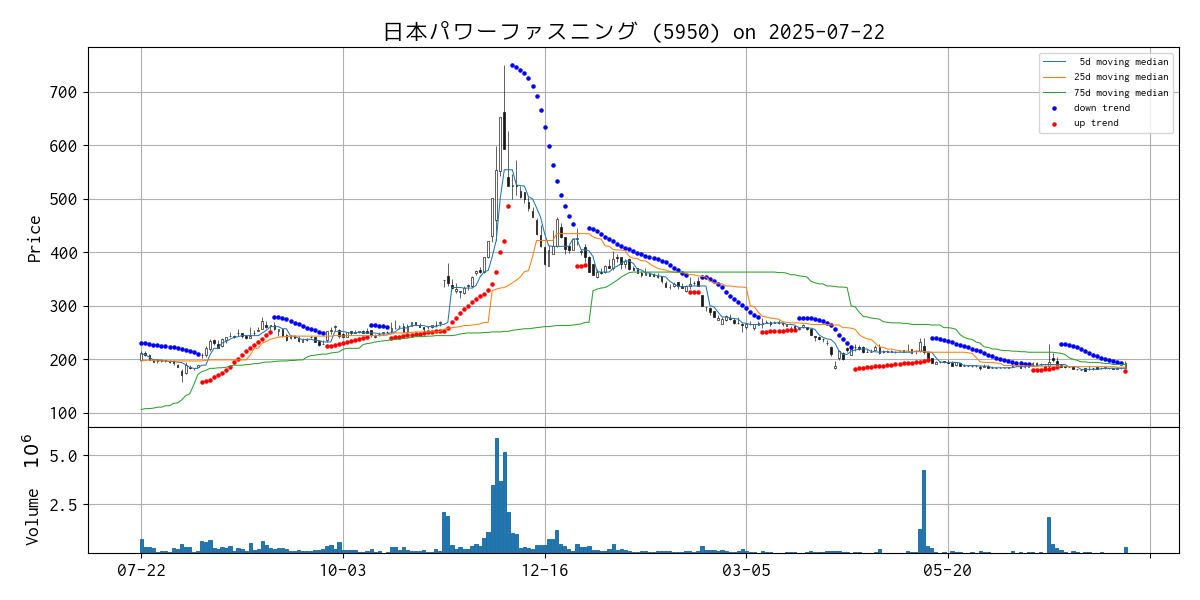 日本パワーファスニング (5950) on 2025-07-22
5d moving median
25d moving median
75d moving median
down trend
up trend
Price
700
600
500
400
300
200
100
Volume 10^6
5.0
2.5
07-22 10-03 12-16 03-05 05-20